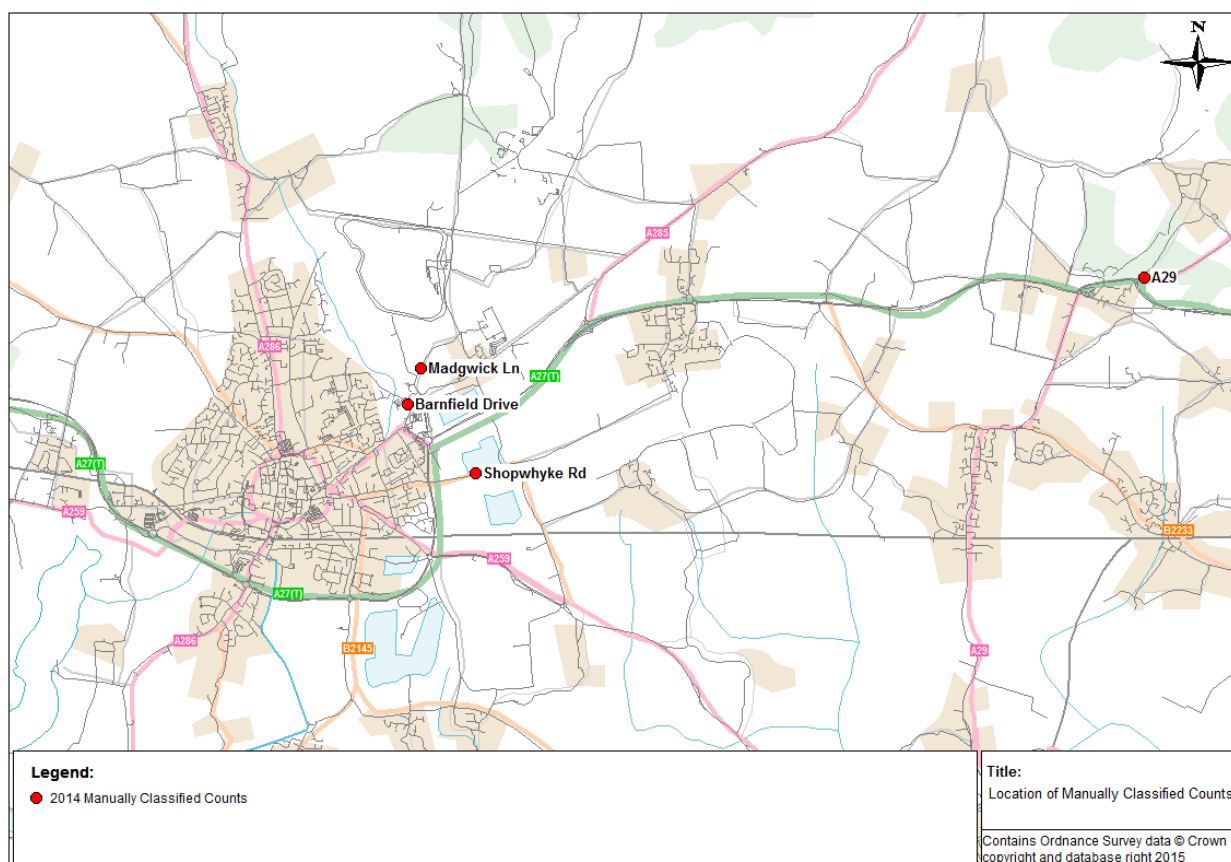 N
A285
A29
A286
Madgwick Ln
A27(T)
Barnfield Drive
A27(T)
Shopwhyke Rd
A259
B2233
A259
A27(T)
A286
B2145
A29
Legend:
2014 Manually Classified Counts
Title:
Location of Manually Classified Counts
Contains Ordnance Survey data © Crown
copyright and database right 2015